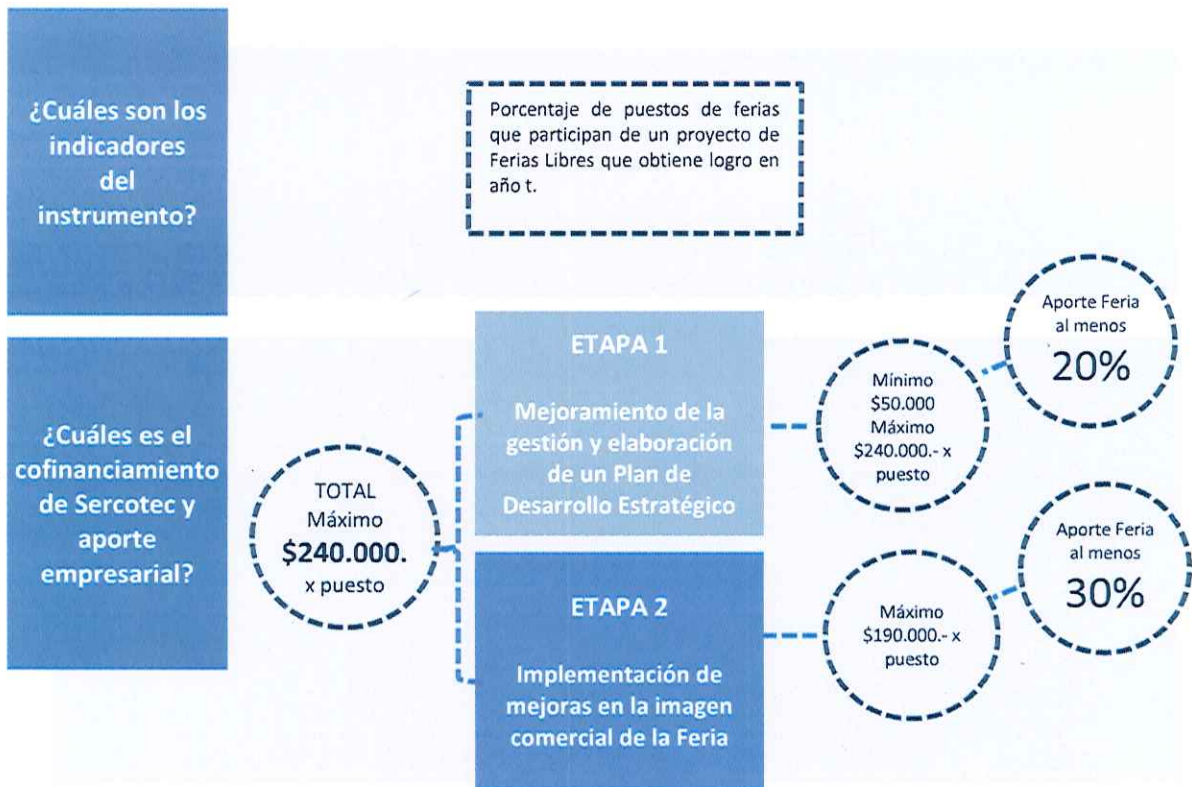 ¿Cuáles son los
indicadores
del
instrumento?
Porcentaje de puestos de ferias
que participan de un proyecto de
Ferias Libres que obtiene logro en
año t.
¿Cuáles es el
cofinanciamiento
de Sercotec y
aporte
empresarial?
TOTAL
Máximo
$240.000.
x puesto
ETAPA 1
Mejoramiento de la
gestión y elaboración
de un Plan de
Desarrollo Estratégico
Mínimo
$50.000
Máximo
$240.000.- x
puesto
Aporte Feria
al menos
20%
ETAPA 2
Implementación de
mejoras en la imagen
comercial de la Feria
Máximo
$190.000.- x
puesto
Aporte Feria
al menos
30%